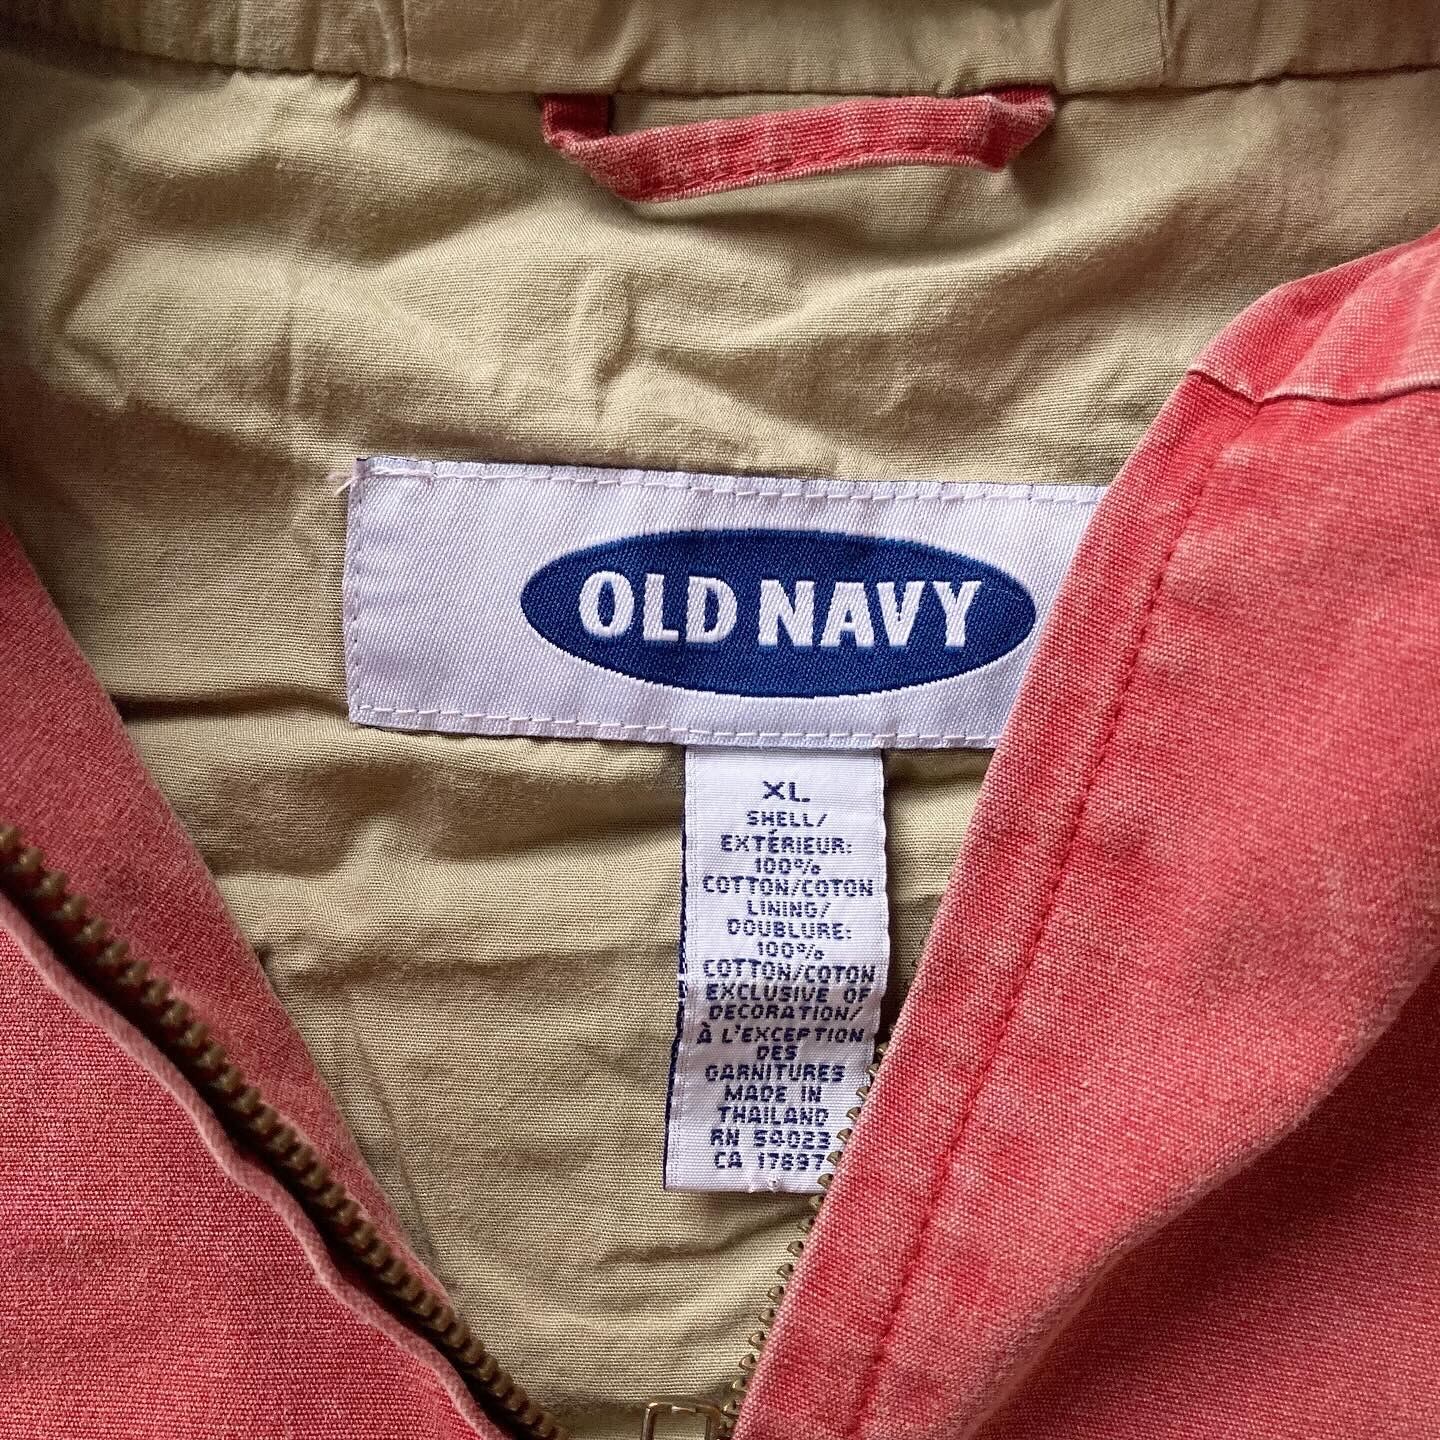 OLD NAVY
XL
SHELL/
EXTÉRIEUR:
100%
COTTON/COTON
LINING/
DOUBLURE:
100%
COTTON/COTON
EXCLUSIVE OF
DECORATION/
À L'EXCEPTION
DES
GARNITURES
MADE IN
THAILAND
RN 54023
CA 17897